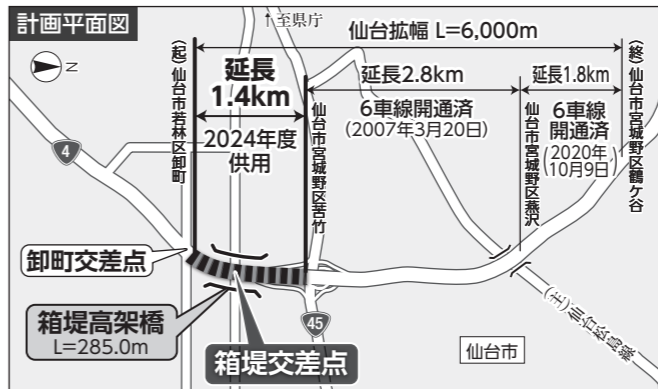 計画平面図
↑至県庁
仙台拡幅 L=6,000m
N
(起)仙台市若林区卸町
延長
1.4km
2024年度
供用
仙台市宮城野区苦竹
延長2.8km
6車線開通済
(2007年3月20日)
仙台市宮城野区燕沢
延長1.8km
6車線
開通済
(2020年
10月9日)
(終)仙台市宮城野区鶴ケ谷
4
卸町交差点
箱堤高架橋
L=285.0m
箱堤交差点
45
仙台市
(主)仙台松島線